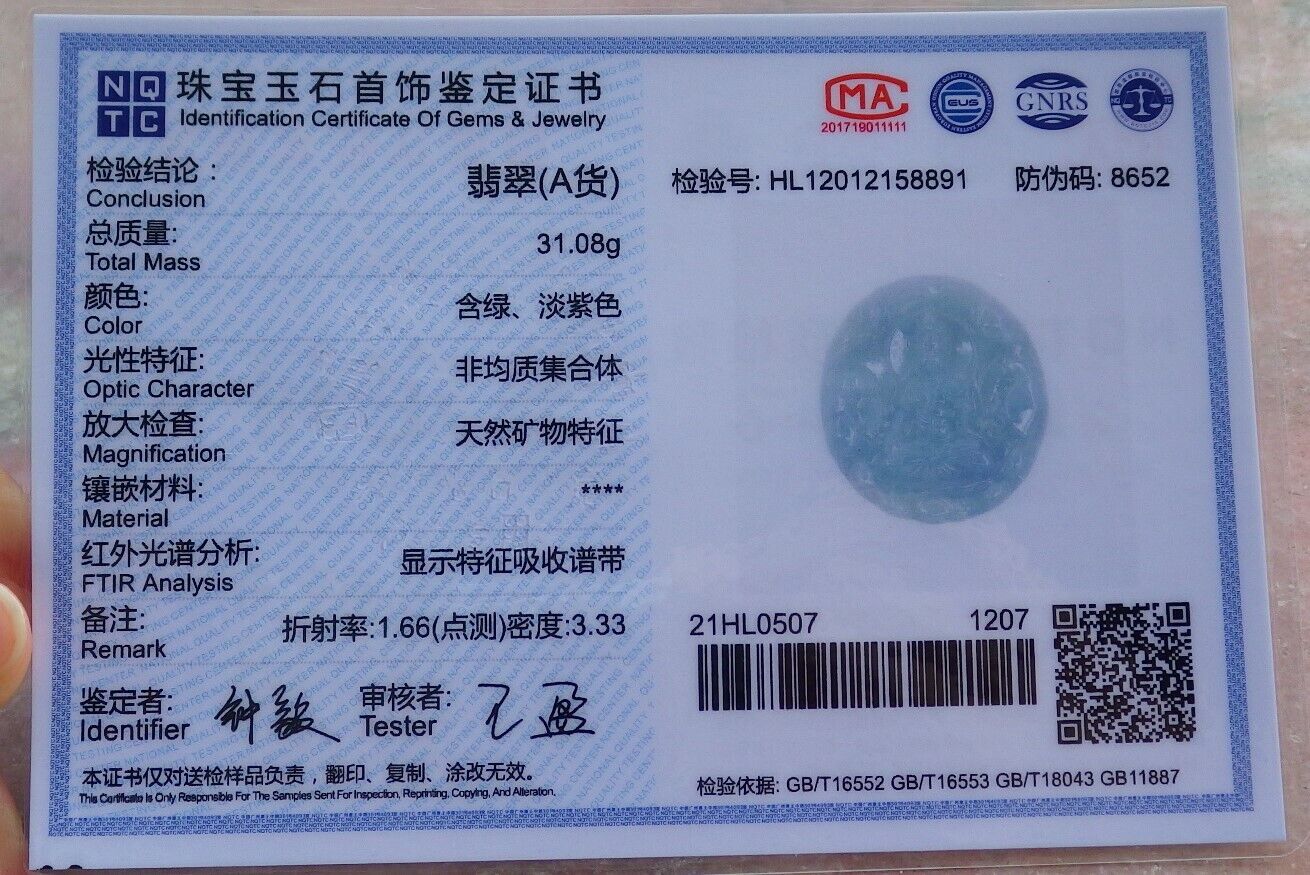 NQ
TC
珠宝玉石首饰鉴定证书
Identification Certificate Of Gems & Jewelry
检验结论：
Conclusion
翡翠(A货)
总质量:
Total Mass
31.08g
颜色:
Color
含绿、淡紫色
光性特征:
Optic Character
非均质集合体
放大检查:
Magnification
天然矿物特征
镶嵌材料:
Material
****
红外光谱分析:
FTIR Analysis
显示特征吸收谱带
备注:
Remark
折射率:1.66(点测)密度:3.33
鉴定者:
Identifier
钟敏
审核者:
Tester
王盈
本证书仅对送检样品负责，翻印、复制、涂改无效。
This Certificate Is Only Responsible For The Samples Sent For Inspection, Reprinting, Copying, And Alteration.
MA
201719011111
GNRS
检验号: HL12012158891 防伪码: 8652
21HL0507 1207
检验依据: GB/T16552 GB/T16553 GB/T18043 GB11887